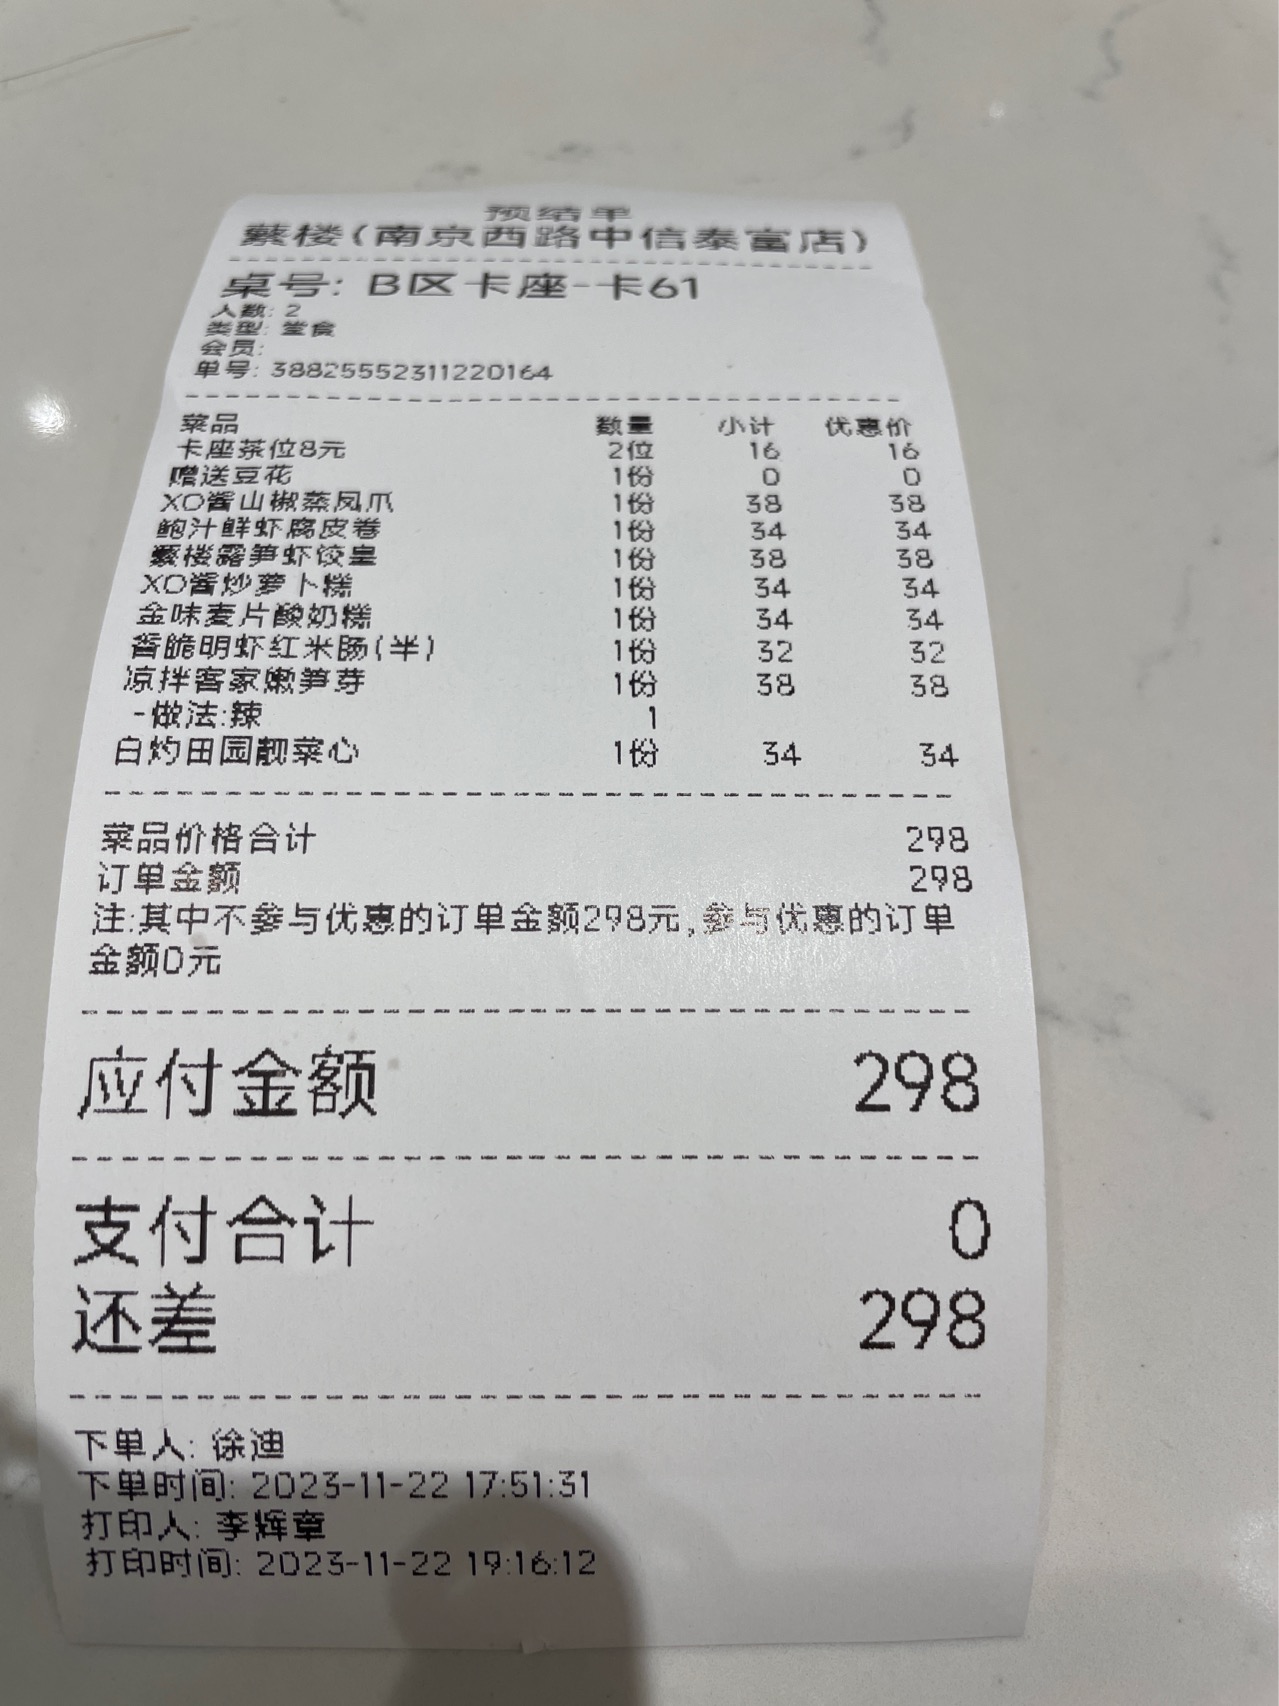 预结单
蘩楼(南京西路中信泰富店)
桌号: B区卡座-卡61
人数: 2
类型: 堂食
会员:
单号: 38825552311220164
菜品 数量 小计 优惠价
卡座茶位8元 2位 16 16
赠送豆花 1份 0 0
XO酱山椒蒸凤爪 1份 38 38
鲍汁鲜虾腐皮卷 1份 34 34
蘩楼露笋虾饺皇 1份 38 38
XO酱炒萝卜糕 1份 34 34
金味麦片酸奶糕 1份 34 34
香脆明虾红米肠(半) 1份 32 32
凉拌客家嫩笋芽 1份 38 38
-做法:辣 1
白灼田园靓菜心 1份 34 34
菜品价格合计 298
订单金额 298
注:其中不参与优惠的订单金额298元,参与优惠的订单
金额0元
应付金额 298
支付合计 0
还差 298
下单人: 徐迪
下单时间: 2023-11-22 17:51:31
打印人: 李辉章
打印时间: 2023-11-22 19:16:12